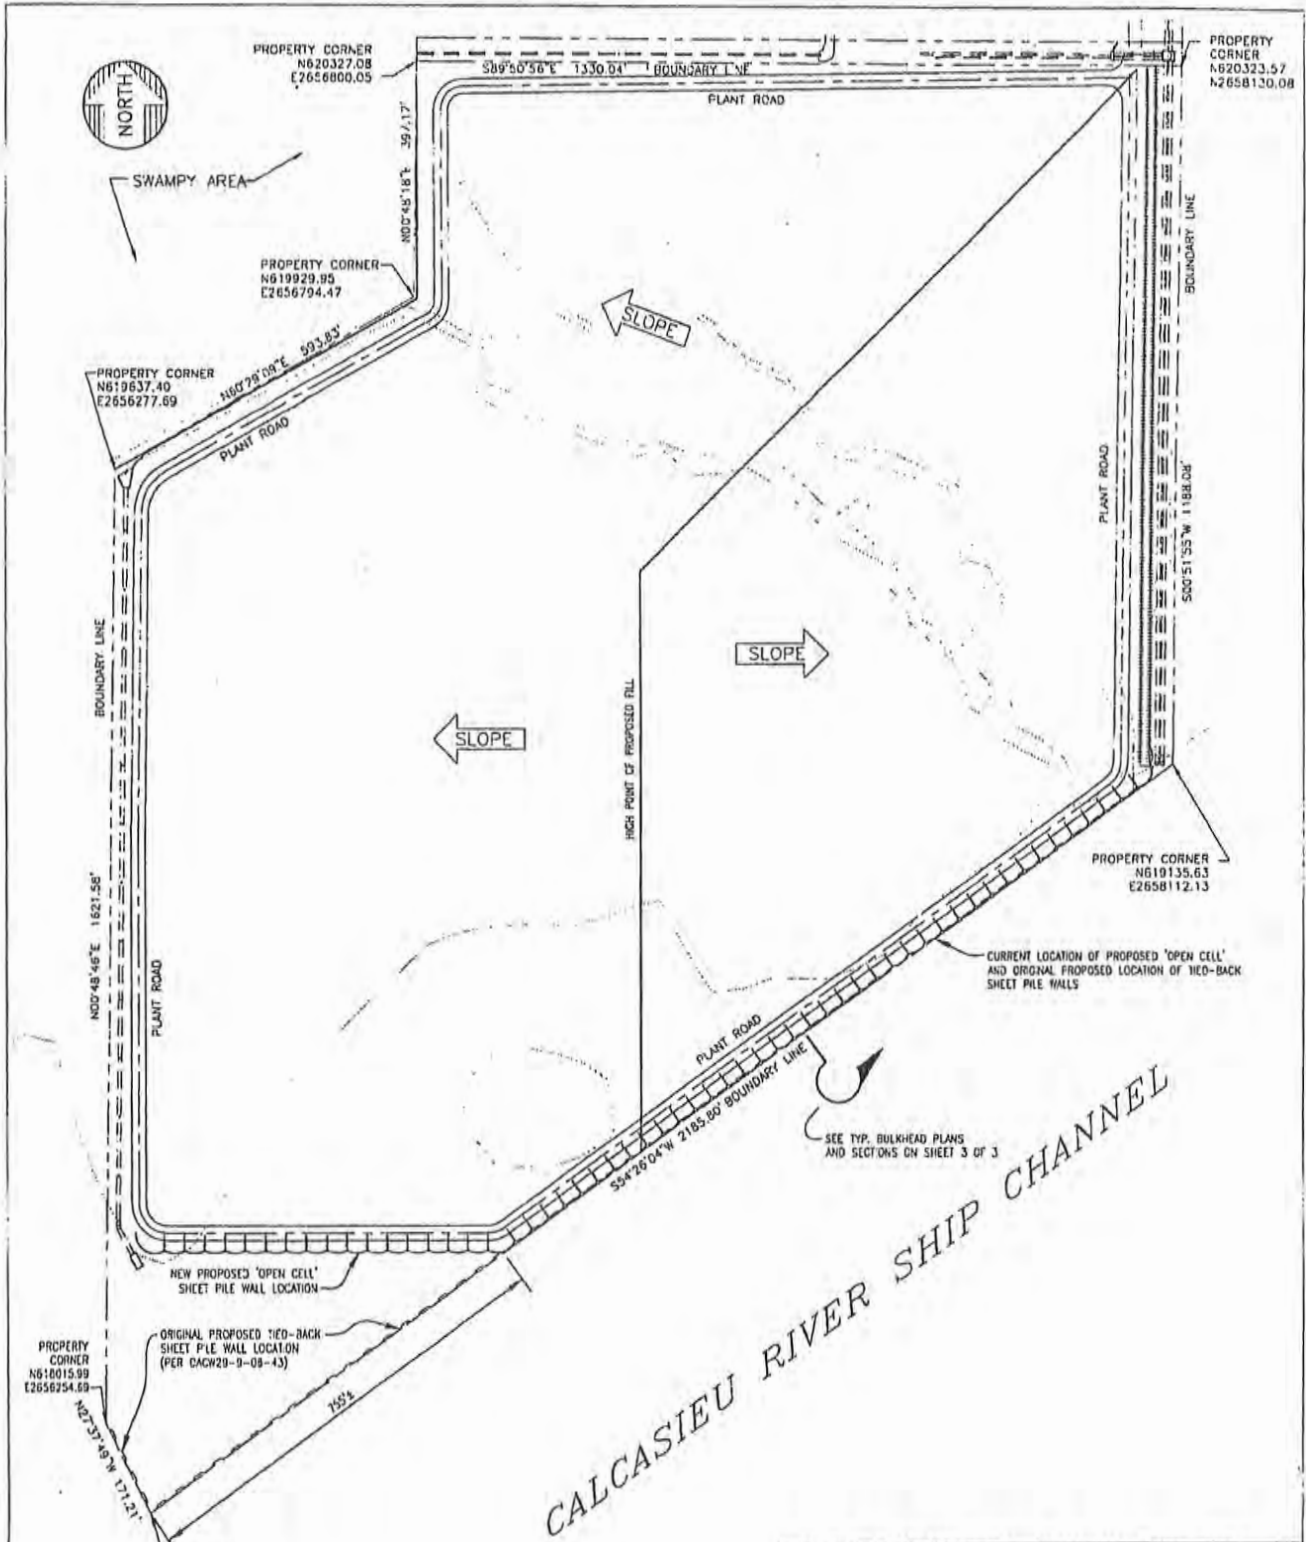 PROPERTY CORNER
N620327.08
E2656800.05
S89°50'56"E 1330.04' BOUNDARY LINE
PLANT ROAD
PROPERTY
CORNER
N620323.57
N2658130.08
NORTH
SWAMPY AREA
N00°48'18"E 397.17'
BOUNDARY LINE
PROPERTY CORNER
N619929.95
E2656794.47
SLOPE
PROPERTY CORNER
N619637.40
E2656277.69
N60°29'09"E 593.83'
PLANT ROAD
PLANT ROAD
S00°51'55"W 1188.08'
BOUNDARY LINE
SLOPE
SLOPE
HIGH POINT OF PROPOSED FILL
PROPERTY CORNER
N619135.63
E2658112.13
N00°48'46"E 1621.58'
PLANT ROAD
CURRENT LOCATION OF PROPOSED 'OPEN CELL'
AND ORIGINAL PROPOSED LOCATION OF TIED-BACK
SHEET PILE WALLS
PLANT ROAD
S54°26'04"W 2185.80' BOUNDARY LINE
SEE TYP. BULKHEAD PLANS
AND SECTIONS ON SHEET 3 OF 3
NEW PROPOSED 'OPEN CELL'
SHEET PILE WALL LOCATION
ORIGINAL PROPOSED TIED-BACK
SHEET PILE WALL LOCATION
(PER DACW29-9-08-43)
PROPERTY
CORNER
N618015.99
E2656254.69
N27°37'49"W 171.21'
755'±
CALCASIEU RIVER SHIP CHANNEL